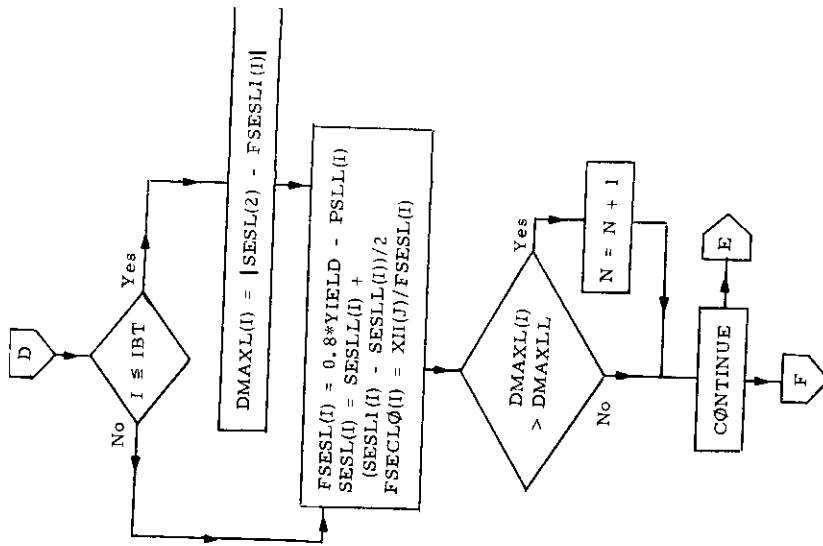 D
I ≦ IBT
Yes
No
DMAXL(I) = |SESL(2) - FSESL1(I)|
FSESL(I) = 0.8*YIELD - PSLL(I)
SESL(I) = SESLL(I) +
(SESL1(I) - SESLL(I))/2
FSECLØ(I) = XII(J)/FSESL(I)
DMAXL(I)
> DMAXLL
Yes
No
N = N + 1
CØNTINUE
E
F